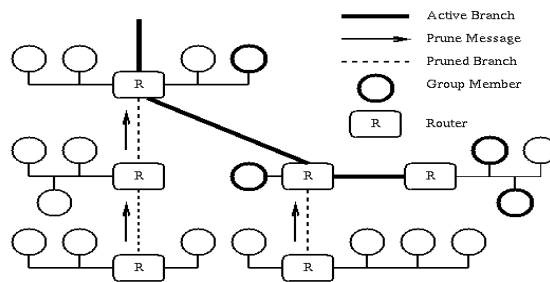 Active Branch
Prune Message
Pruned Branch
Group Member
R Router
R
R
R
R
R
R